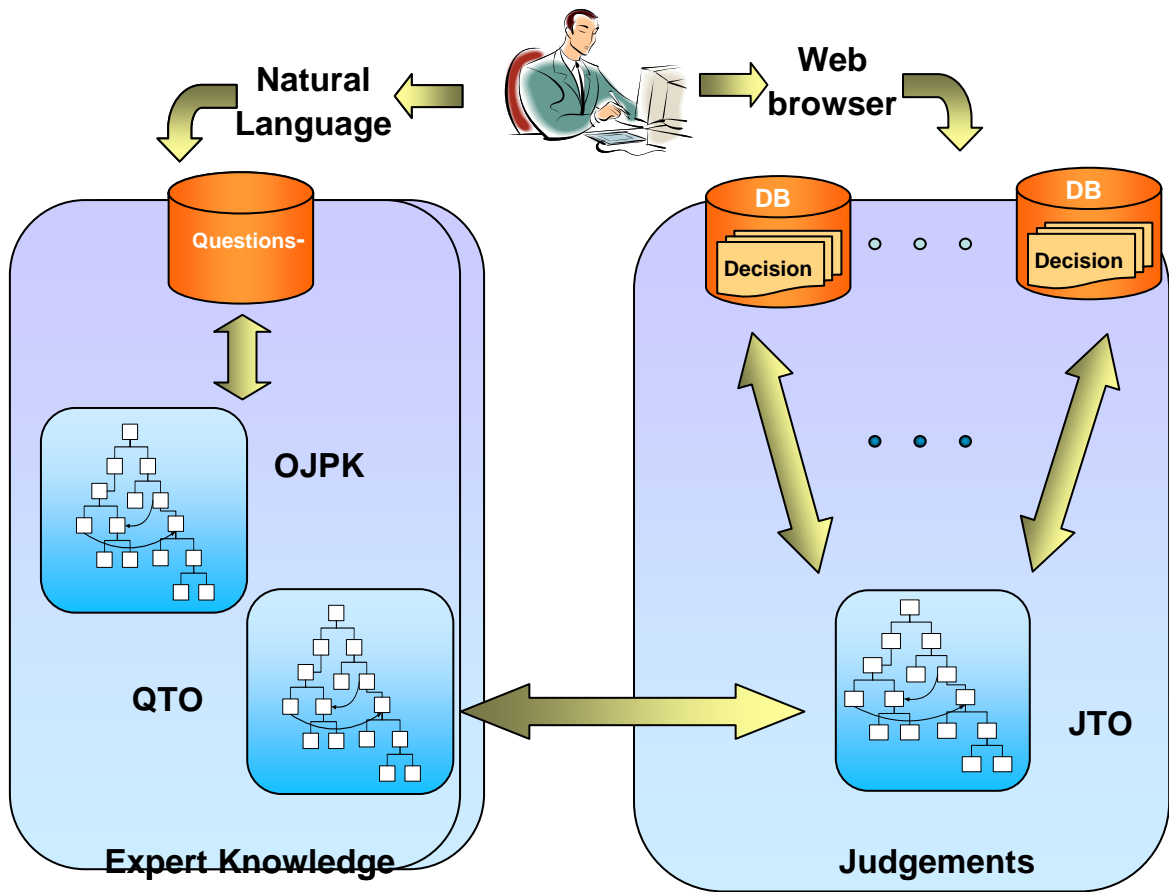 Natural
Language
Web
browser
Questions-
DB
Decision
DB
Decision
OJPK
QTO
JTO
Expert Knowledge
Judgements